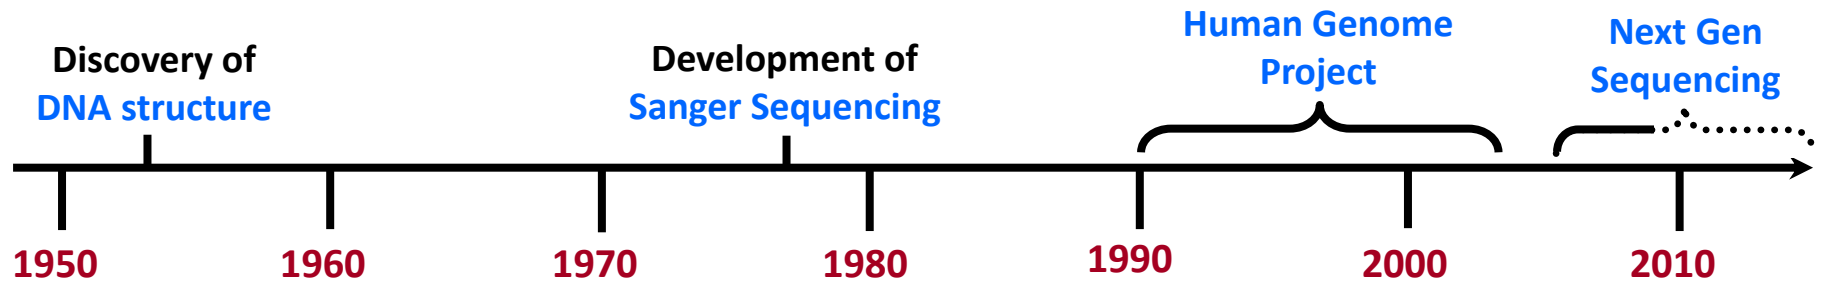 Discovery of
DNA structure
Development of
Sanger Sequencing
Human Genome
Project
Next Gen
Sequencing
1950
1960
1970
1980
1990
2000
2010